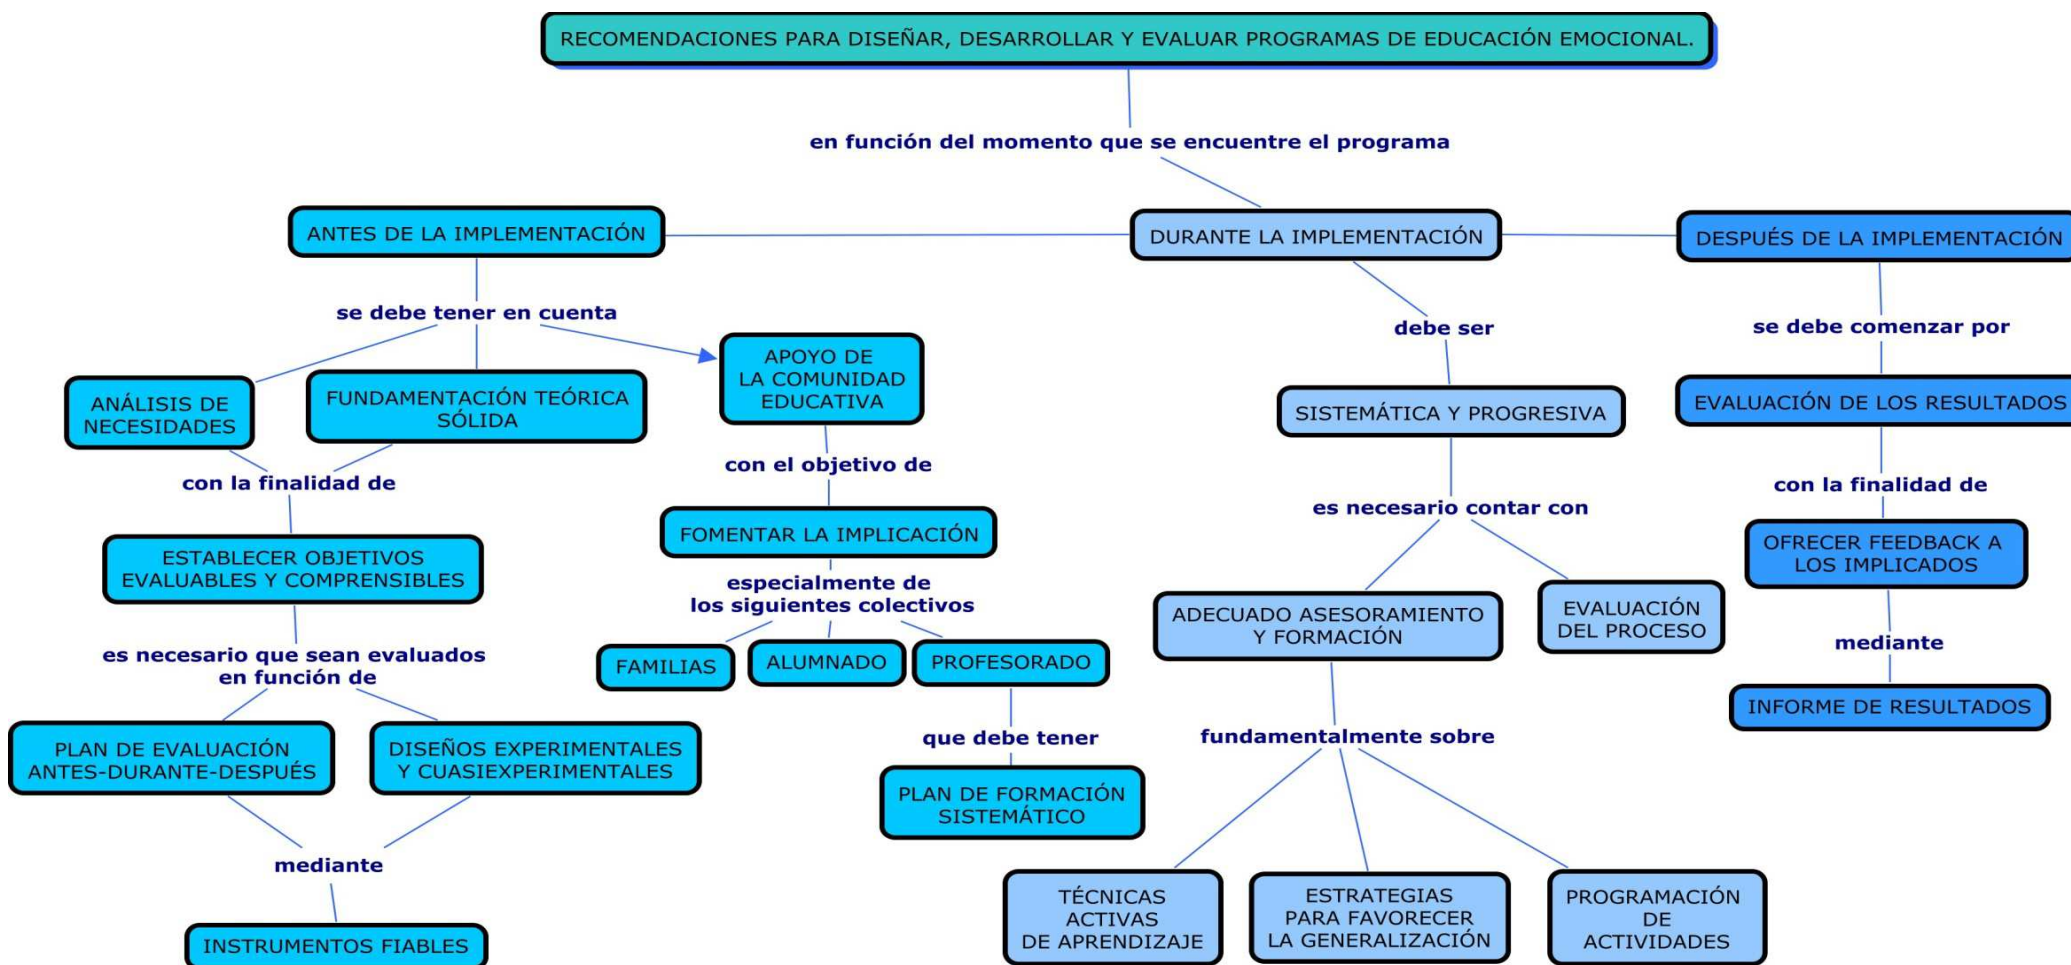 RECOMENDACIONES PARA DISEÑAR, DESARROLLAR Y EVALUAR PROGRAMAS DE EDUCACIÓN EMOCIONAL.
en función del momento que se encuentre el programa
ANTES DE LA IMPLEMENTACIÓN
DURANTE LA IMPLEMENTACIÓN
DESPUÉS DE LA IMPLEMENTACIÓN
se debe tener en cuenta
ANÁLISIS DE
NECESIDADES
FUNDAMENTACIÓN TEÓRICA
SÓLIDA
APOYO DE
LA COMUNIDAD
EDUCATIVA
con la finalidad de
ESTABLECER OBJETIVOS
EVALUABLES Y COMPRENSIBLES
es necesario que sean evaluados
en función de
PLAN DE EVALUACIÓN
ANTES-DURANTE-DESPUÉS
DISEÑOS EXPERIMENTALES
Y CUASIEXPERIMENTALES
mediante
INSTRUMENTOS FIABLES
con el objetivo de
FOMENTAR LA IMPLICACIÓN
especialmente de
los siguientes colectivos
FAMILIAS
ALUMNADO
PROFESORADO
que debe tener
PLAN DE FORMACIÓN
SISTEMÁTICO
debe ser
SISTEMÁTICA Y PROGRESIVA
es necesario contar con
ADECUADO ASESORAMIENTO
Y FORMACIÓN
EVALUACIÓN
DEL PROCESO
fundamentalmente sobre
TÉCNICAS
ACTIVAS
DE APRENDIZAJE
ESTRATEGIAS
PARA FAVORECER
LA GENERALIZACIÓN
PROGRAMACIÓN
DE
ACTIVIDADES
se debe comenzar por
EVALUACIÓN DE LOS RESULTADOS
con la finalidad de
OFRECER FEEDBACK A
LOS IMPLICADOS
mediante
INFORME DE RESULTADOS